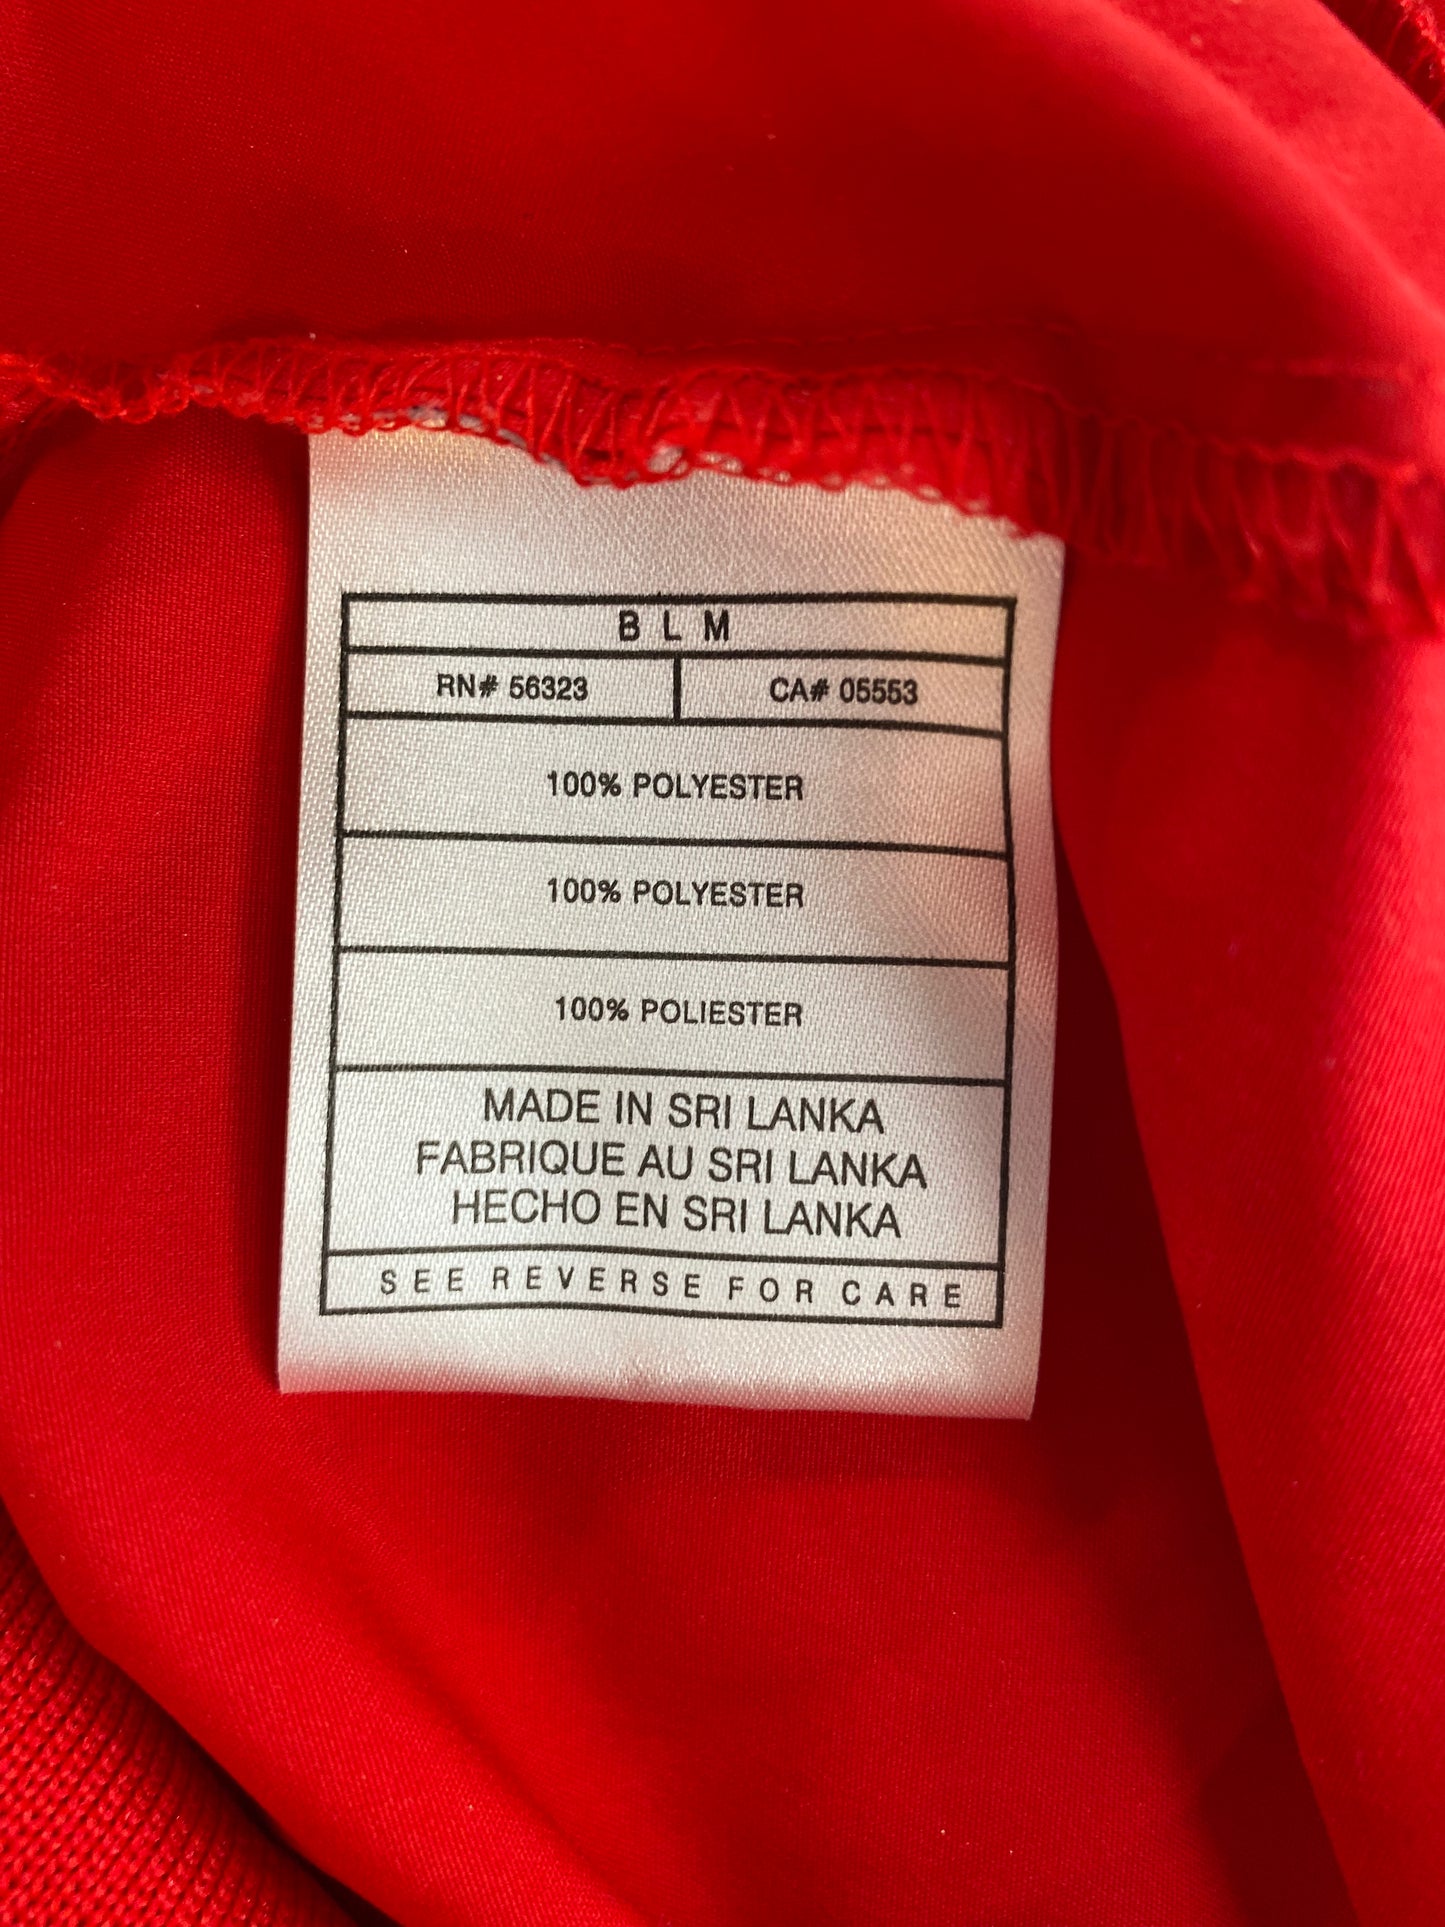 B L M
RN# 56323 CA# 05553
100% POLYESTER
100% POLYESTER
100% POLIESTER
MADE IN SRI LANKA
FABRIQUE AU SRI LANKA
HECHO EN SRI LANKA
SEE REVERSE FOR CARE